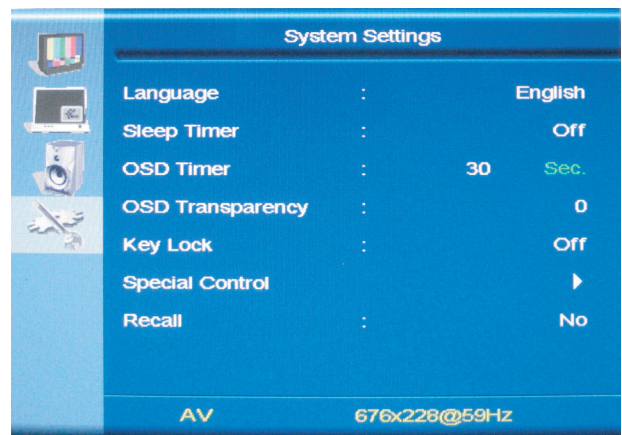 System Settings
Language : English
Sleep Timer : Off
OSD Timer : 30 Sec.
OSD Transparency : 0
Key Lock : Off
Special Control
Recall : No
AV 676x228@59Hz